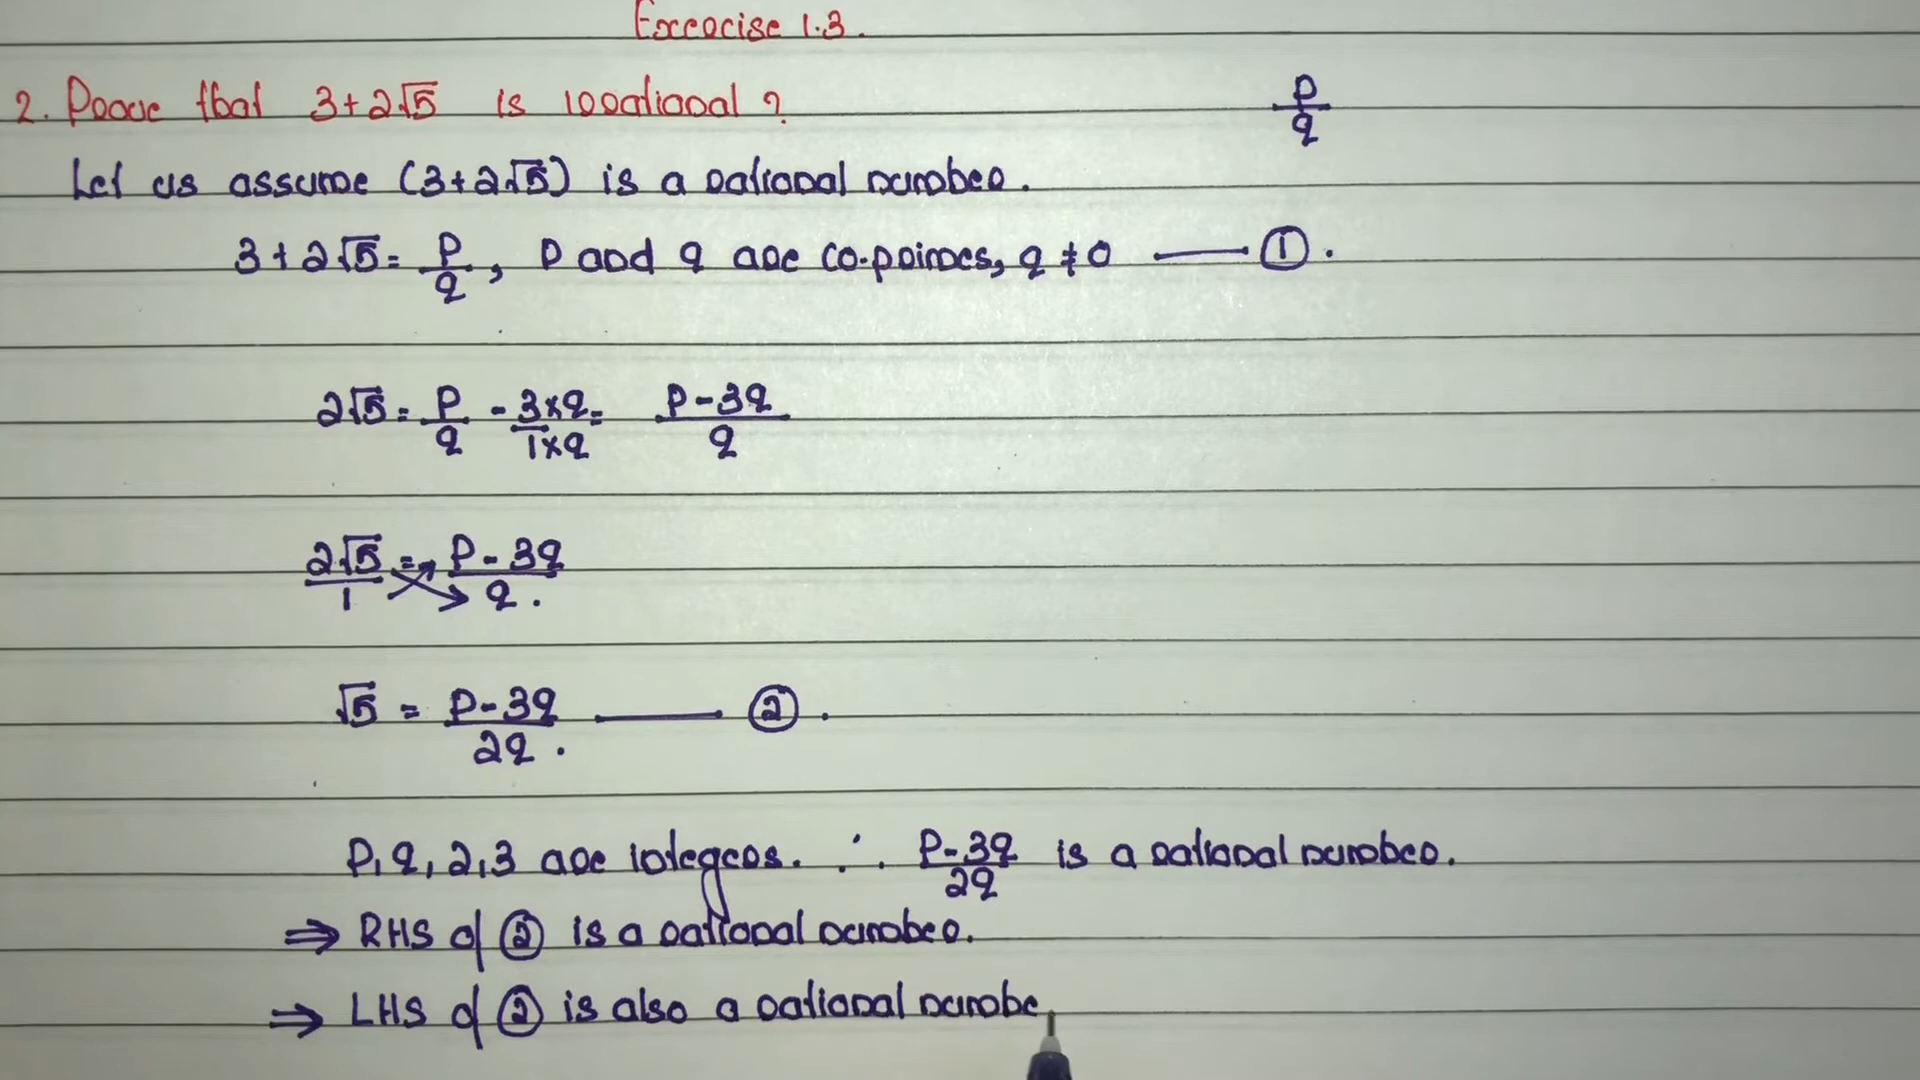 Exercise 1.3.
2. Prove that 3+2√5 is irrational ?
p/q
Let us assume (3+2√5) is a rational number.
3+2√5 = p/q, p and q are co-primes, q ≠ 0 —— ①.
2√5 = p/q - 3×q/1×q = p-3q/q
2√5/1 = p-3q/q.
√5 = p-3q/2q. —— ②.
p, q, 2, 3 are integers. ∴ p-3q/2q is a rational number.
⇒ RHS of ② is a rational number.
⇒ LHS of ② is also a rational numbe